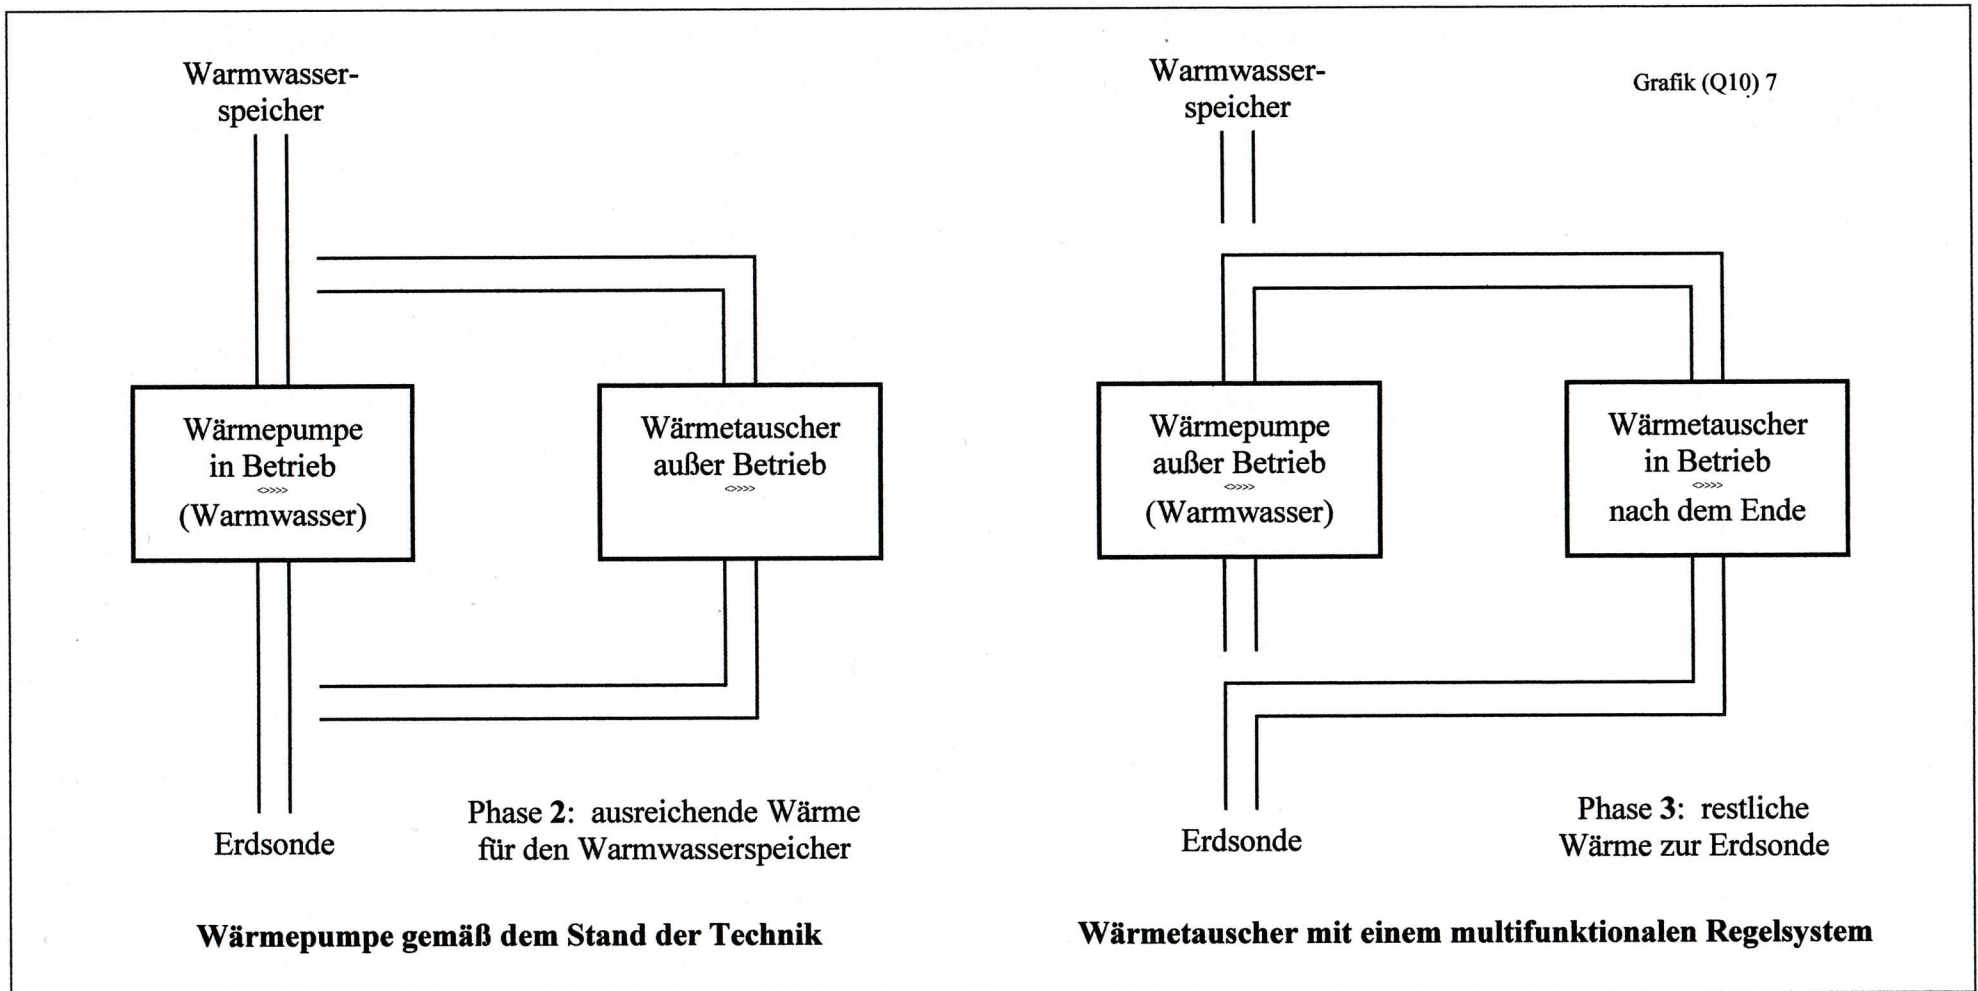 Warmwasser-
speicher
Wärmepumpe
in Betrieb
<>>>>
(Warmwasser)
Wärmetauscher
außer Betrieb
<>>>>
Erdsonde
Phase 2: ausreichende Wärme
für den Warmwasserspeicher
Wärmepumpe gemäß dem Stand der Technik
Warmwasser-
speicher
Grafik (Q10) 7
Wärmepumpe
außer Betrieb
<>>>>
(Warmwasser)
Wärmetauscher
in Betrieb
<>>>>
nach dem Ende
Erdsonde
Phase 3: restliche
Wärme zur Erdsonde
Wärmetauscher mit einem multifunktionalen Regelsystem